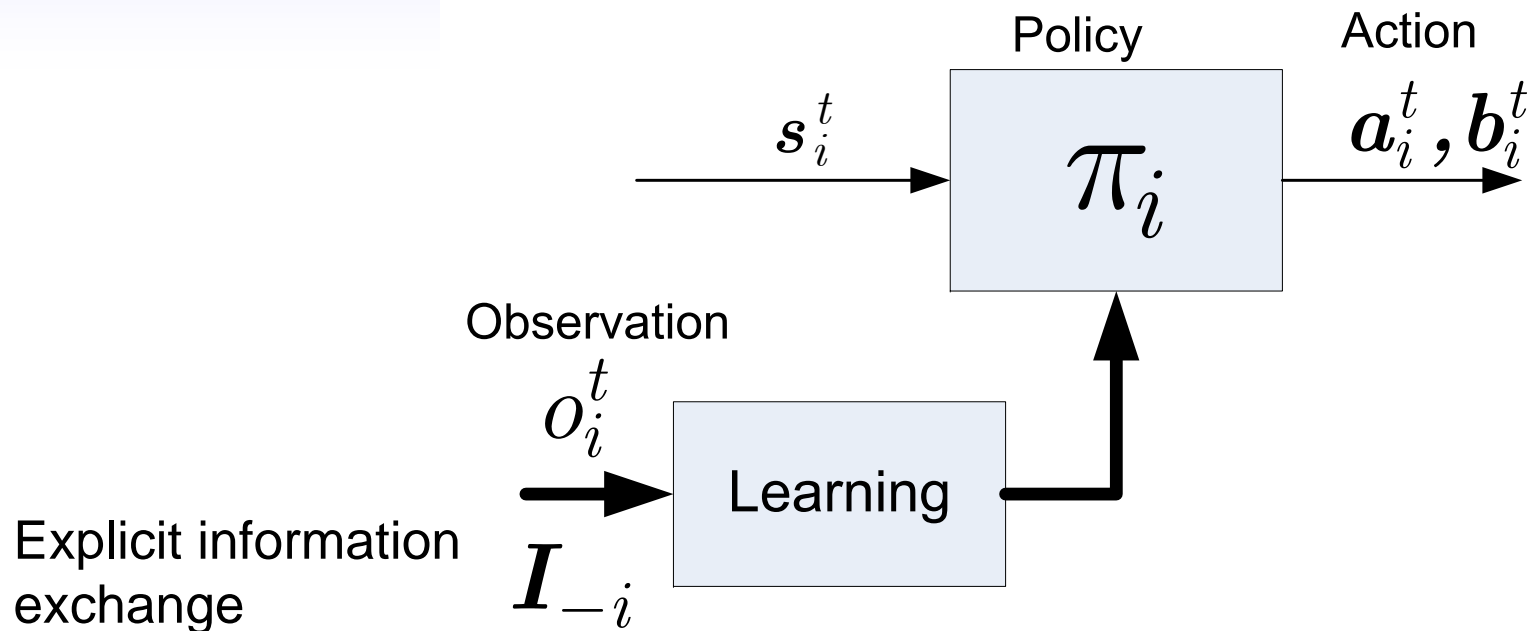 Policy
Action
s_i^t
a_i^t, b_i^t
π_i
Observation
o_i^t
Learning
Explicit information
exchange
I_{-i}